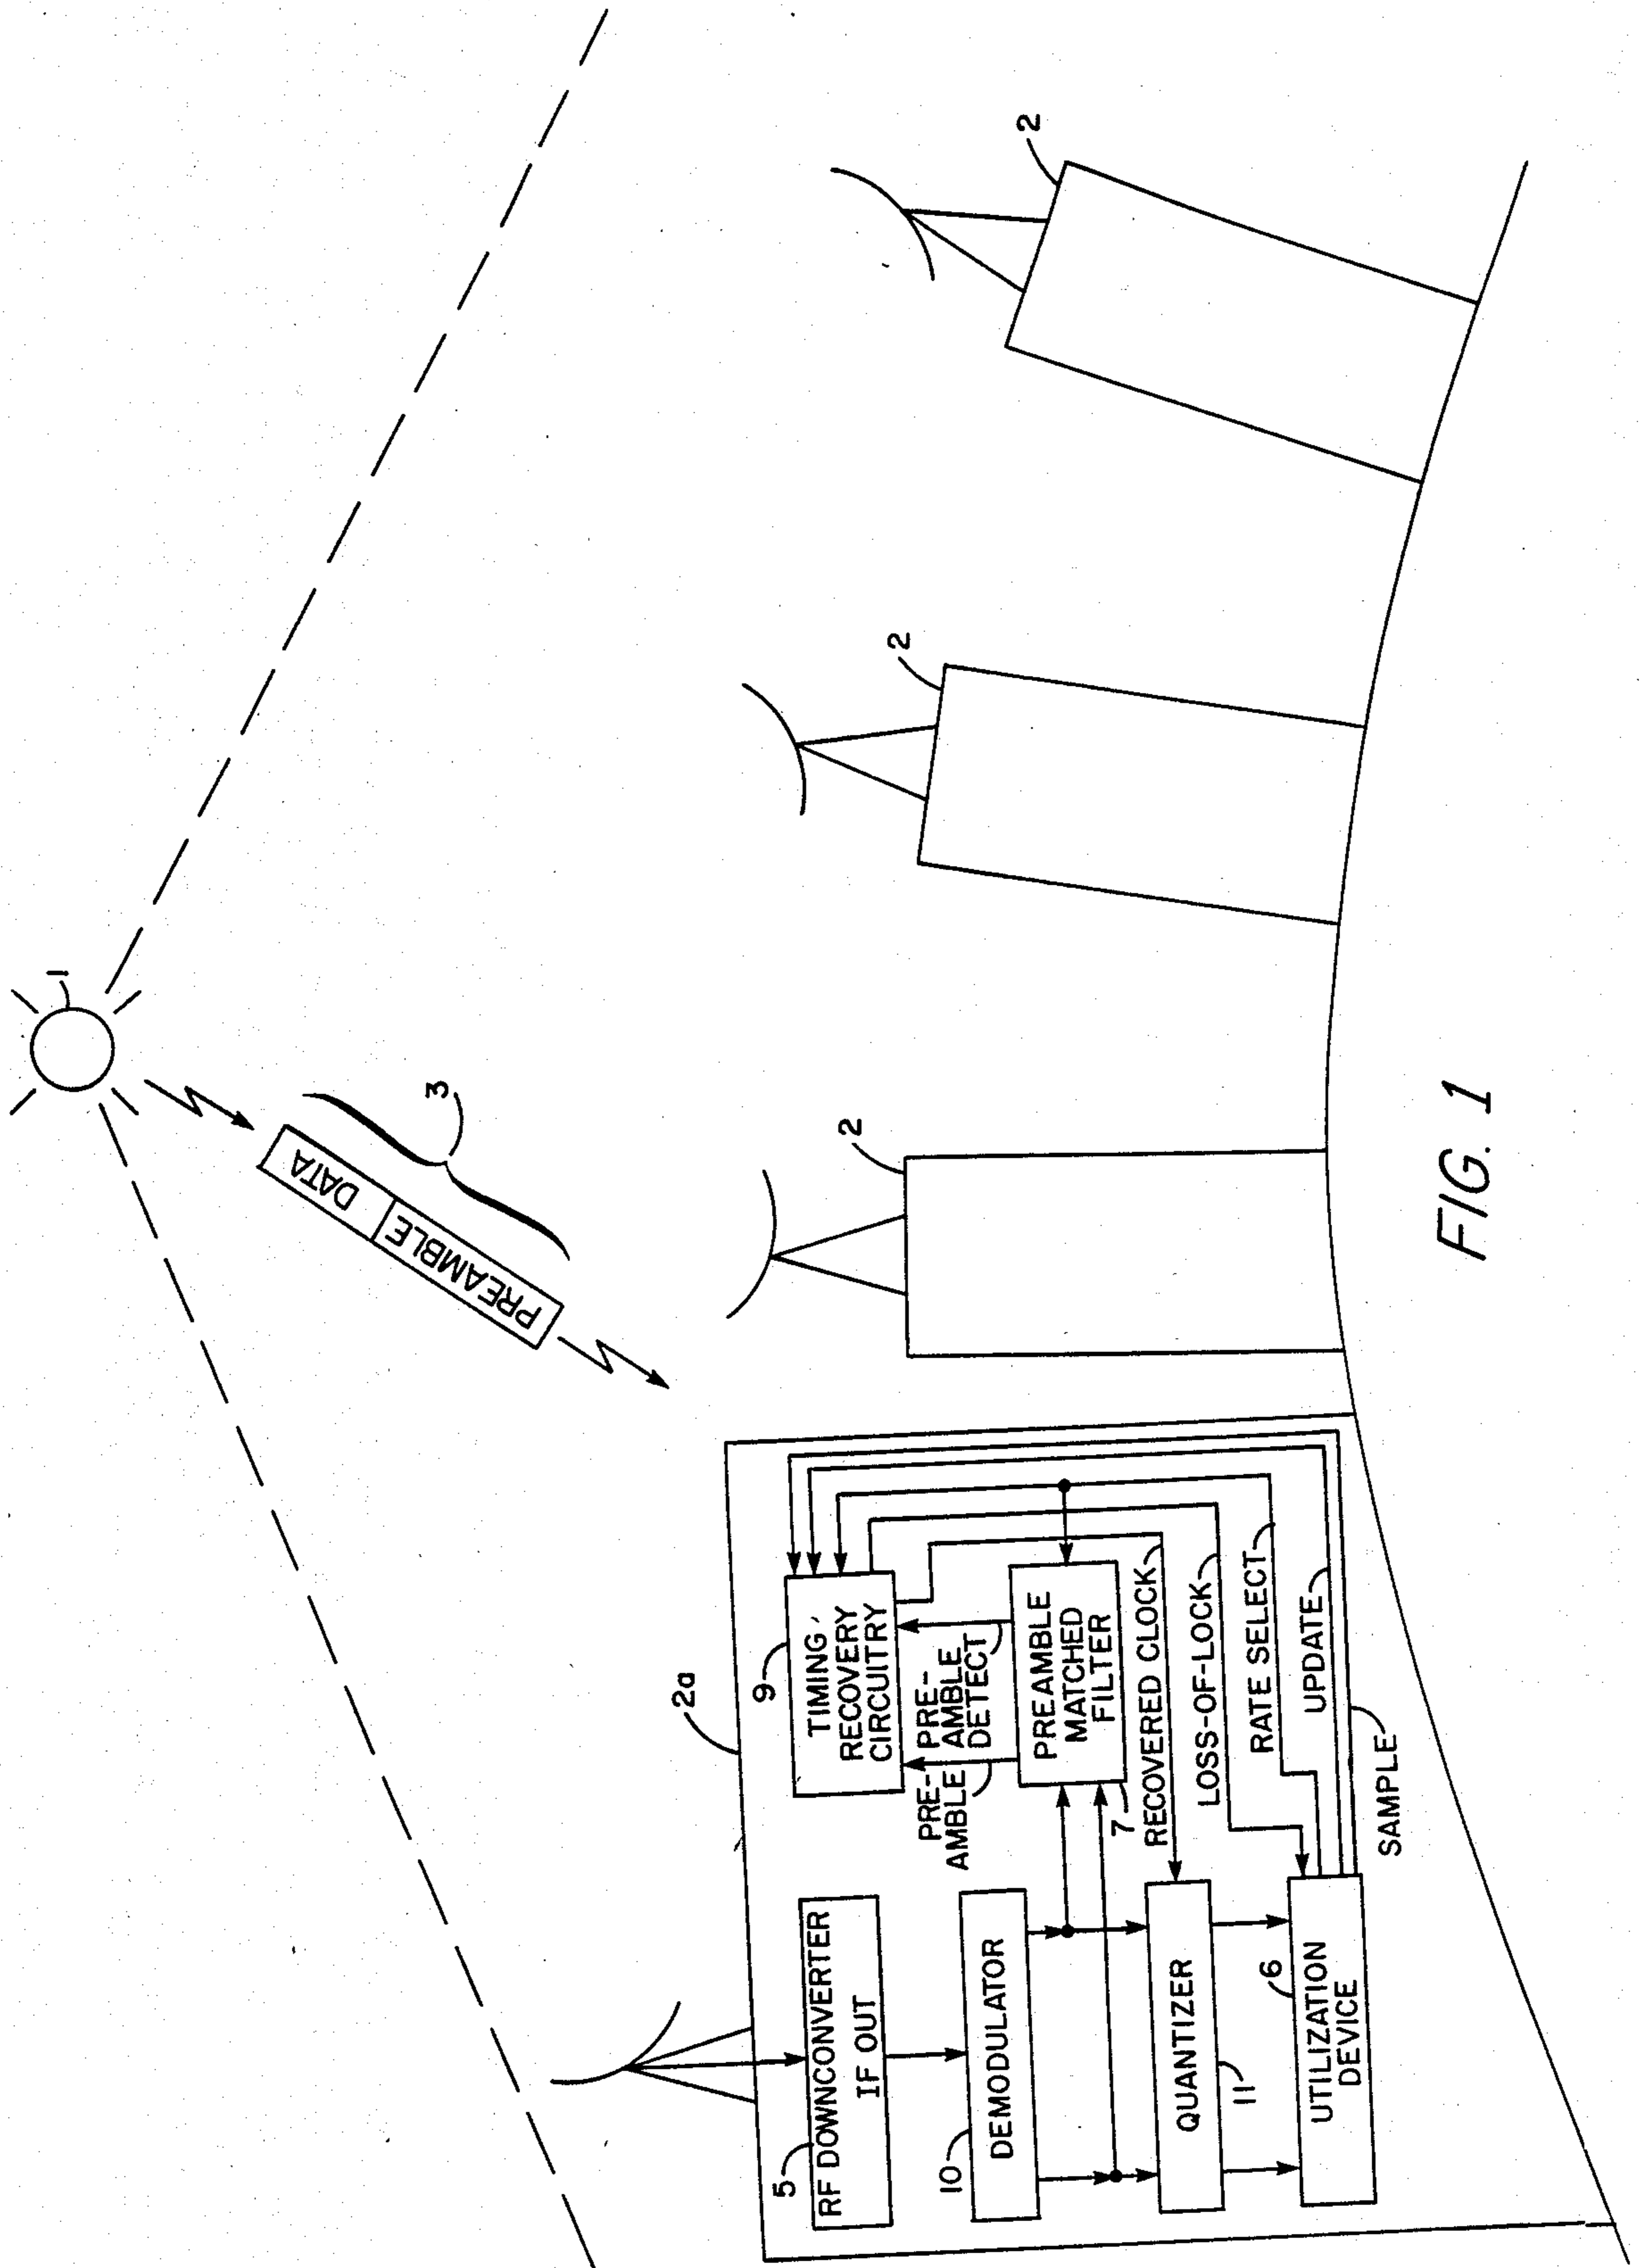 1
3
DATA
PREAMBLE
2
2
2
2a
5
RF DOWNCONVERTER
IF OUT
10
DEMODULATOR
QUANTIZER
11
6
UTILIZATION
DEVICE
9
TIMING
RECOVERY
CIRCUITRY
PRE-
AMBLE
PRE-
AMBLE
DETECT
PREAMBLE
MATCHED
FILTER
7
RECOVERED CLOCK
LOSS-OF-LOCK
RATE SELECT
UPDATE
SAMPLE
FIG. 1